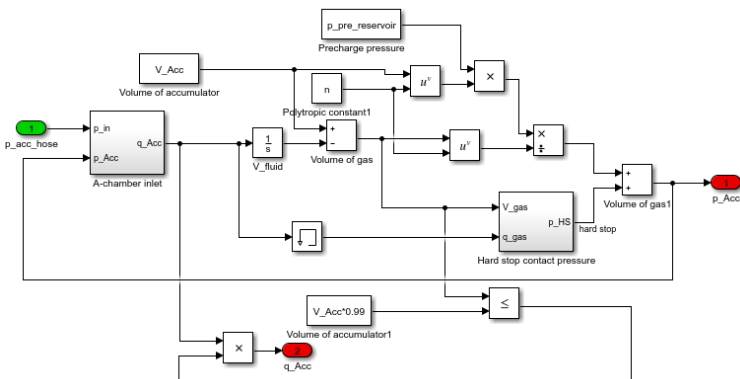 p_pre_reservoir
Precharge pressure
V_Acc
Volume of accumulator
n
Polytropic constant1
u^v
×
1
p_acc_hose
p_in
p_Acc
q_Acc
A-chamber inlet
1
s
V_fluid
+
−
Volume of gas
u^v
×
÷
+
+
Volume of gas1
1
p_Acc
V_gas
q_gas
p_HS
hard stop
Hard stop contact pressure
V_Acc*0.99
Volume of accumulator1
≤
×
2
q_Acc